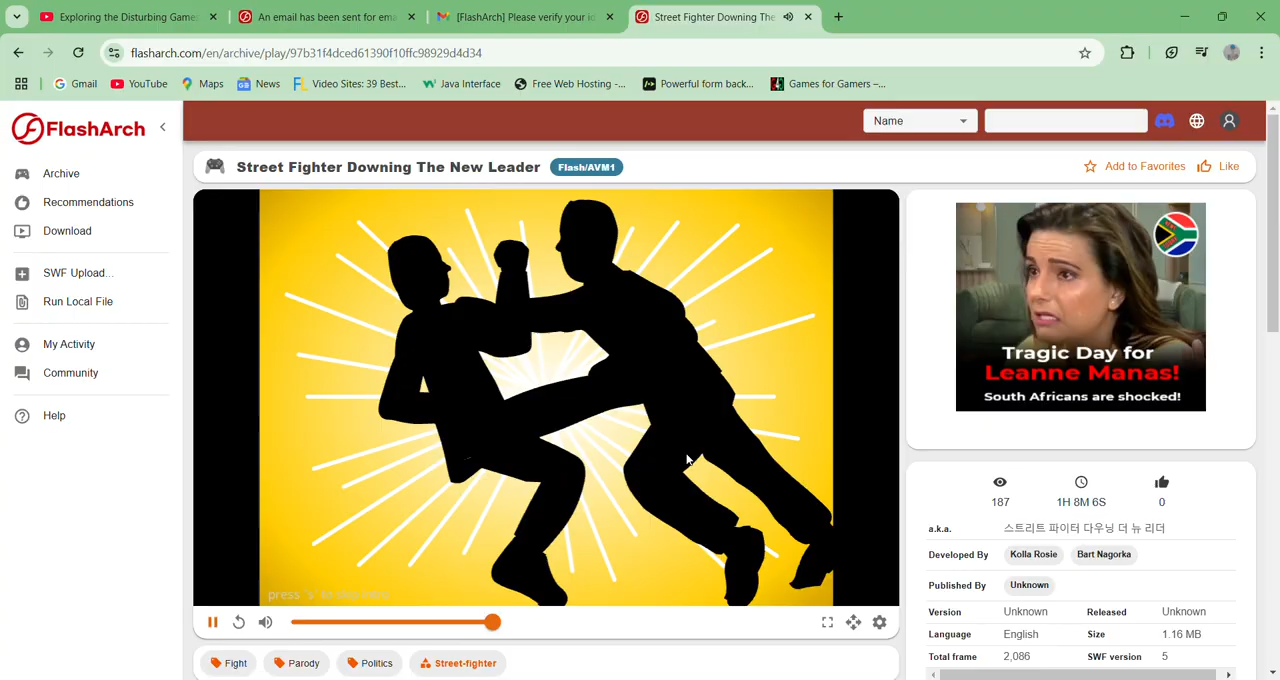 Exploring the Disturbing Game
An email has been sent for ema
[FlashArch] Please verify your ic
Street Fighter Downing The
flasharch.com/en/archive/play/97b31f4dced61390f10ffc98929d4d34
Gmail
YouTube
Maps
News
Video Sites: 39 Best...
Java Interface
Free Web Hosting -...
Powerful form back...
Games for Gamers –...
FlashArch
Name
Archive
Recommendations
Download
SWF Upload...
Run Local File
My Activity
Community
Help
Street Fighter Downing The New Leader
Flash/AVM1
Add to Favorites
Like
Tragic Day for
Leanne Manas!
South Africans are shocked!
187
1H 8M 6S
0
a.k.a.
스트리트 파이터 다우닝 더 뉴 리더
Developed By
Kolla Rosie
Bart Nagorka
Published By
Unknown
Version
Unknown
Released
Unknown
Language
English
Size
1.16 MB
Total frame
2,086
SWF version
5
press 's' to
Fight
Parody
Politics
Street-fighter